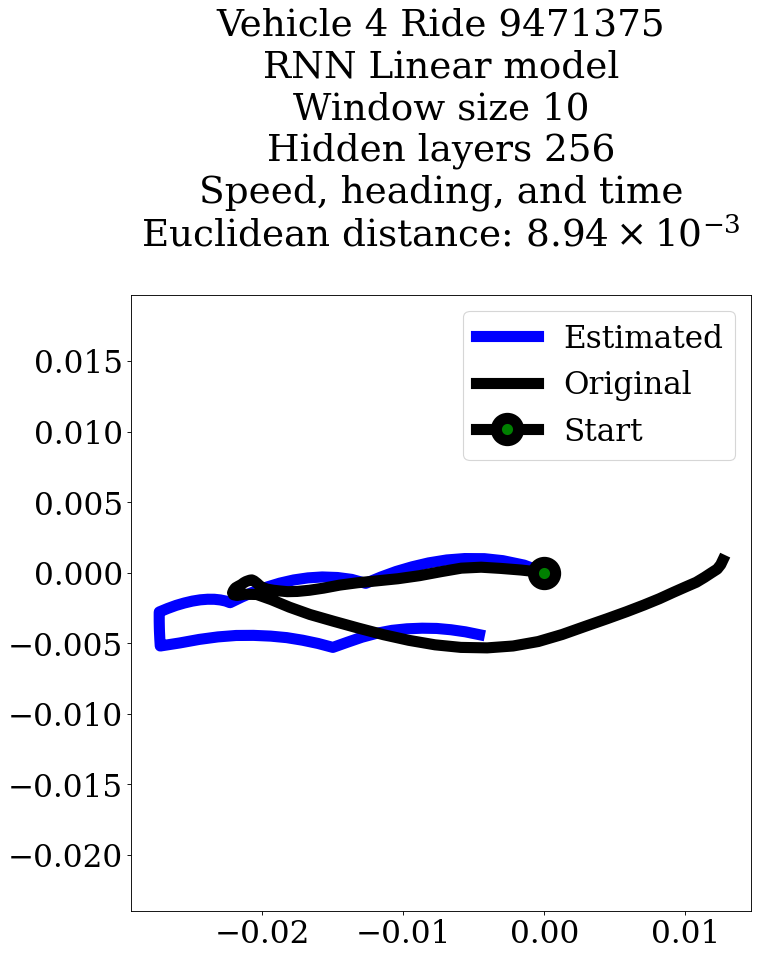 Vehicle 4 Ride 9471375
RNN Linear model
Window size 10
Hidden layers 256
Speed, heading, and time
Euclidean distance: 8.94 × 10⁻³
Estimated
Original
Start
0.015
0.010
0.005
0.000
−0.005
−0.010
−0.015
−0.020
−0.02 −0.01 0.00 0.01